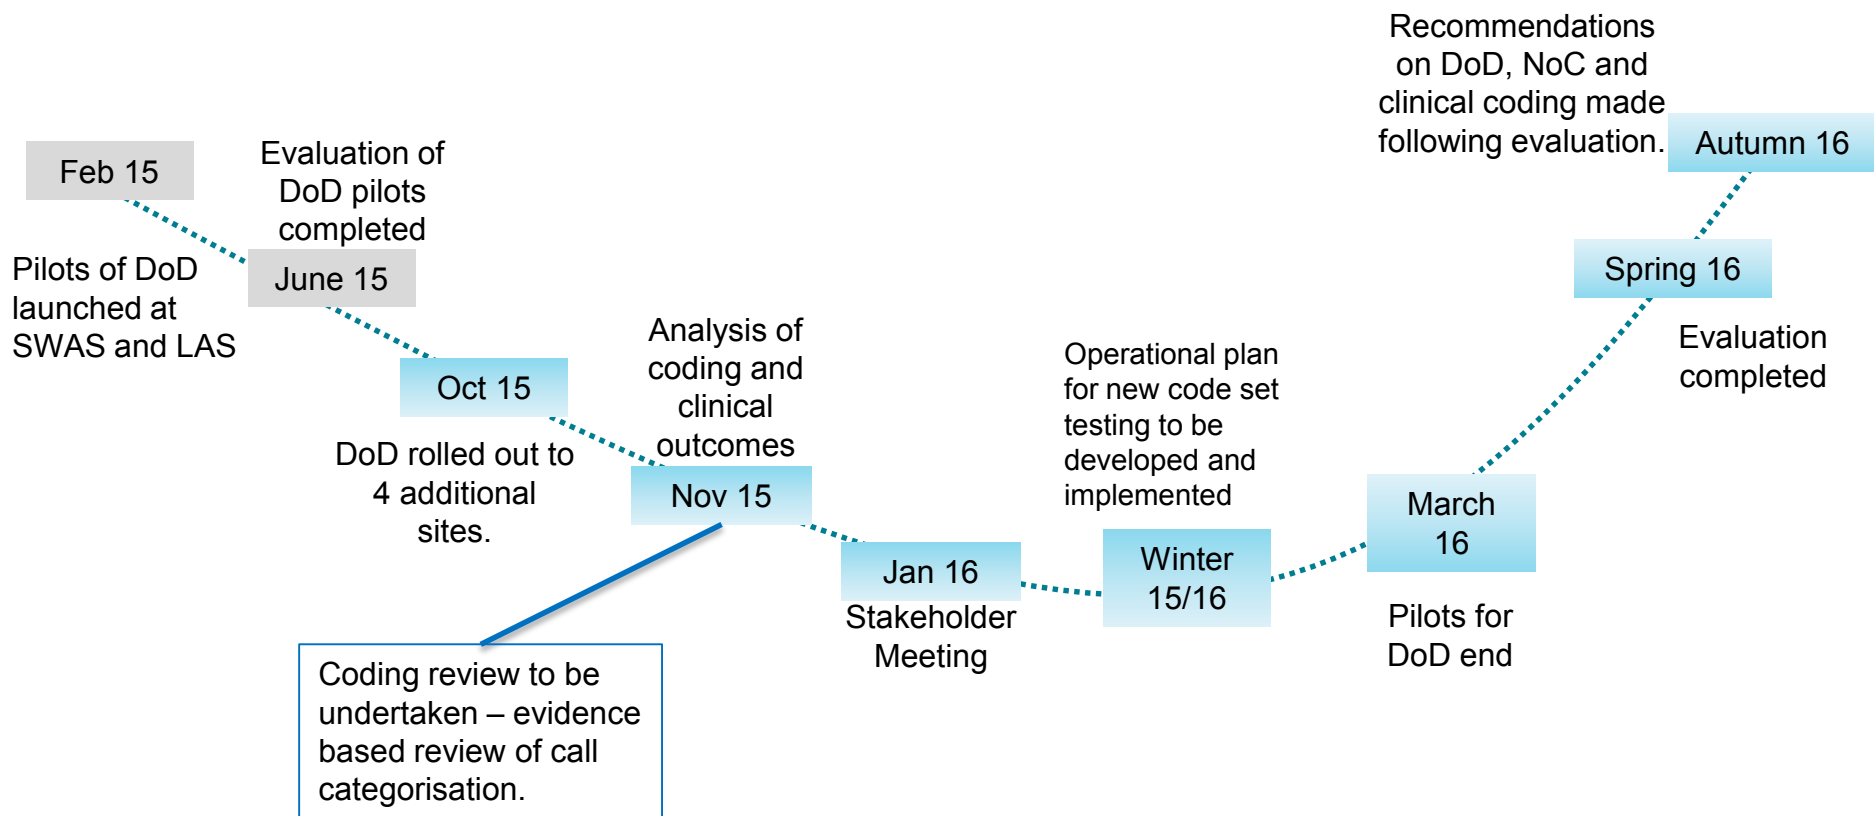 Feb 15
Pilots of DoD
launched at
SWAS and LAS
Evaluation of
DoD pilots
completed
June 15
Oct 15
DoD rolled out to
4 additional
sites.
Analysis of
coding and
clinical
outcomes
Nov 15
Coding review to be
undertaken – evidence
based review of call
categorisation.
Jan 16
Stakeholder
Meeting
Operational plan
for new code set
testing to be
developed and
implemented
Winter
15/16
March
16
Pilots for
DoD end
Spring 16
Evaluation
completed
Recommendations
on DoD, NoC and
clinical coding made
following evaluation.
Autumn 16